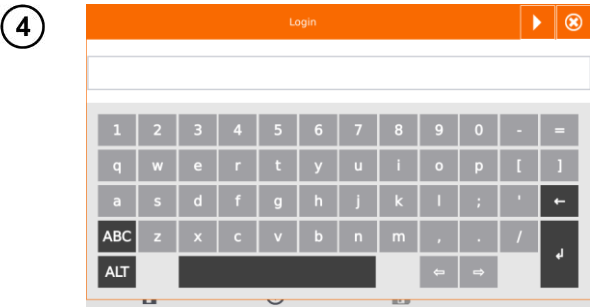 4
Login
1 2 3 4 5 6 7 8 9 0 - =
q w e r t y u i o p [ ]
a s d f g h j k l ; ' ←
ABC z x c v b n m , . / ↲
ALT ⇦ ⇨